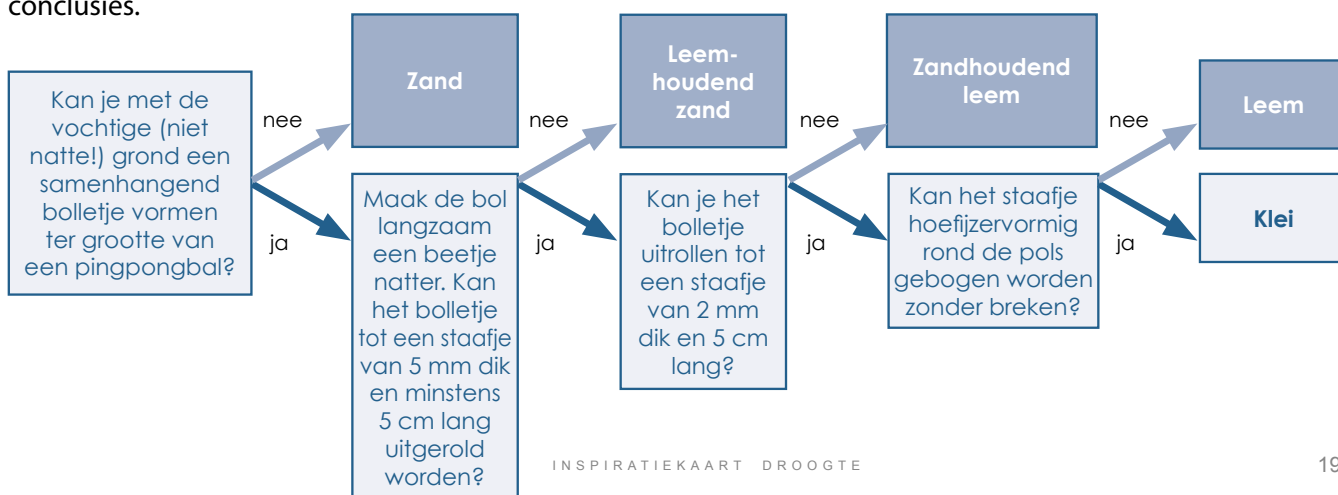 conclusies.
Kan je met de
vochtige (niet
natte!) grond een
samenhangend
bolletje vormen
ter grootte van
een pingpongbal?
nee
ja
Zand
Maak de bol
langzaam
een beetje
natter. Kan
het bolletje
tot een staafje
van 5 mm dik
en minstens
5 cm lang
uitgerold
worden?
nee
ja
Leem-
houdend
zand
Kan je het
bolletje
uitrollen tot
een staafje
van 2 mm
dik en 5 cm
lang?
nee
ja
Zandhoudend
leem
Kan het staafje
hoefijzervormig
rond de pols
gebogen worden
zonder breken?
nee
ja
Leem
Klei
INSPIRATIEKAART DROOGTE
19